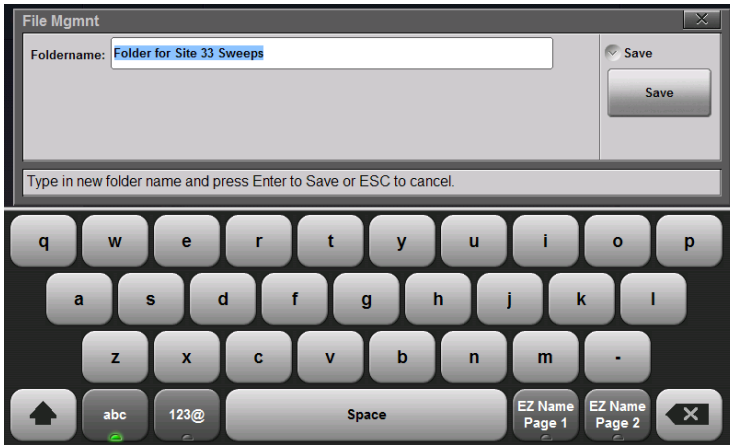 File Mgmnt
Foldername: Folder for Site 33 Sweeps
Save
Save
Type in new folder name and press Enter to Save or ESC to cancel.
q w e r t y u i o p
a s d f g h j k l
z x c v b n m -
abc 123@ Space EZ Name Page 1 EZ Name Page 2